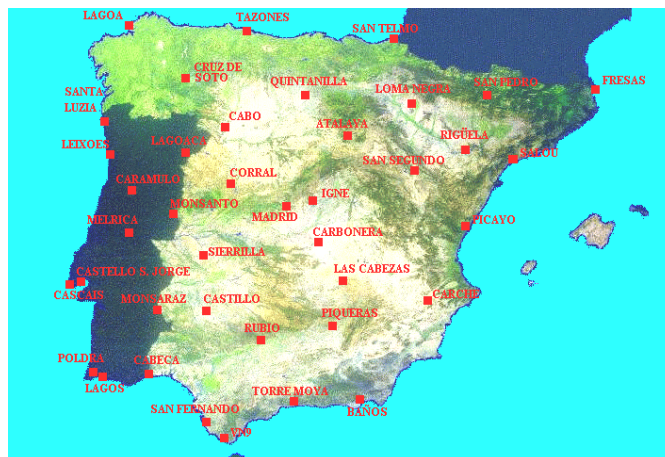 LAGOA
TAZONES
SAN TELMO
CRUZ DE
SOTO
QUINTANILLA
LOMA NEGRA
SAN PEDRO
FRESAS
SANTA
LUZIA
CABO
ATALAYA
RIGÜELA
LEIXOES
LAGOACA
SAN SEGUNDO
SALOU
CARAMULO
CORRAL
IGNE
MONSANTO
MADRID
MELRICA
PICAYO
CARBONERA
SIERRILLA
CASTELLO S. JORGE
LAS CABEZAS
CASCAIS
MONSARAZ
CASTILLO
CARCHE
RUBIO
PIQUERAS
POLDRA
CABECA
LAGOS
TORRE MOYA
SAN FERNANDO
BAÑOS